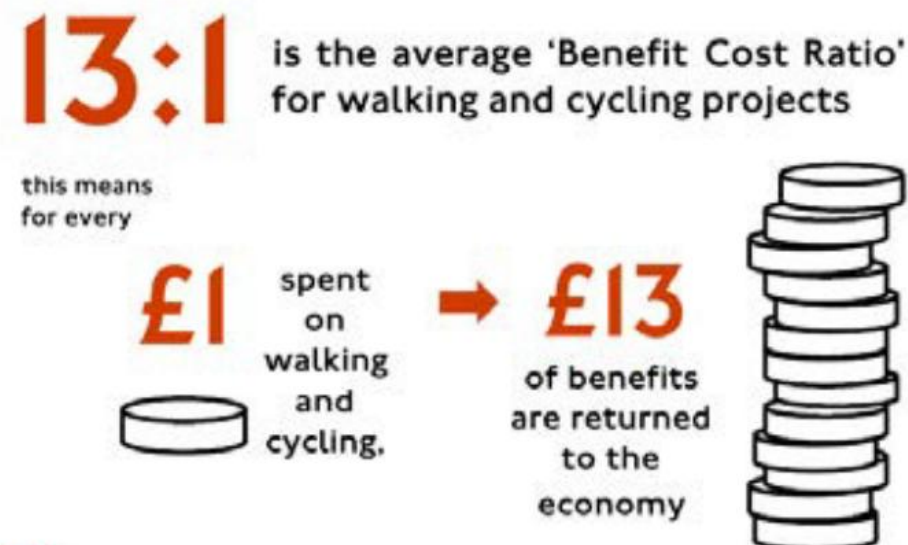 13:1
is the average 'Benefit Cost Ratio'
for walking and cycling projects
this means
for every
£1
spent
on
walking
and
cycling,
£13
of benefits
are returned
to the
economy